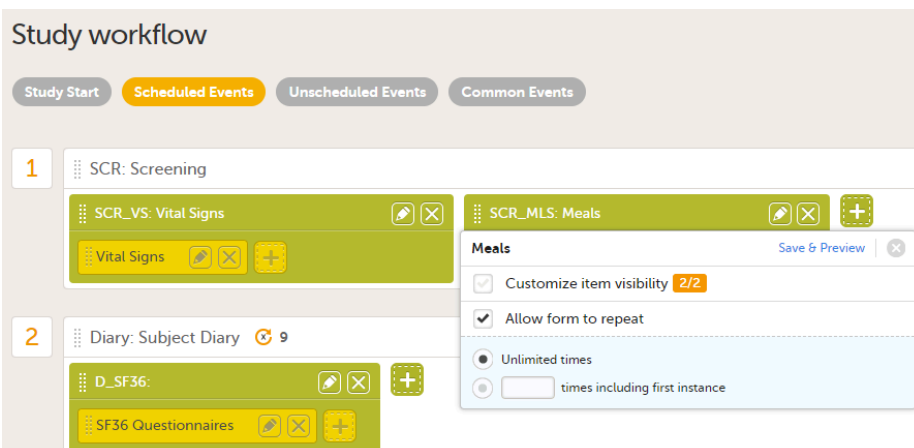 Study workflow
Study Start Scheduled Events Unscheduled Events Common Events
1 SCR: Screening
SCR_VS: Vital Signs
Vital Signs
SCR_MLS: Meals
Meals Save & Preview
Customize item visibility 2/2
Allow form to repeat
Unlimited times
times including first instance
2 Diary: Subject Diary 9
D_SF36:
SF36 Questionnaires